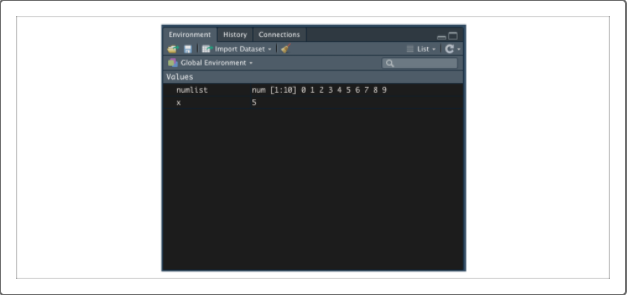 Environment History Connections
Import Dataset List
Global Environment
Values
numlist num [1:10] 0 1 2 3 4 5 6 7 8 9
x 5